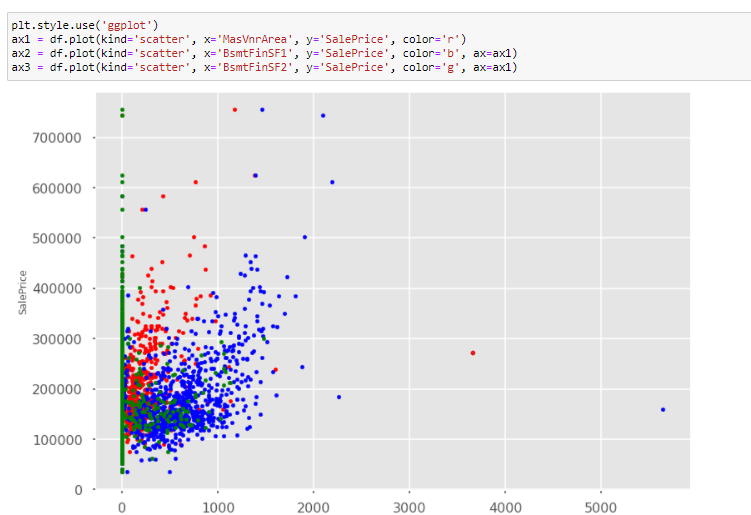 plt.style.use('ggplot')
ax1 = df.plot(kind='scatter', x='MasVnrArea', y='SalePrice', color='r')
ax2 = df.plot(kind='scatter', x='BsmtFinSF1', y='SalePrice', color='b', ax=ax1)
ax3 = df.plot(kind='scatter', x='BsmtFinSF2', y='SalePrice', color='g', ax=ax1)
700000
600000
500000
400000
300000
200000
100000
0
SalePrice
0 1000 2000 3000 4000 5000